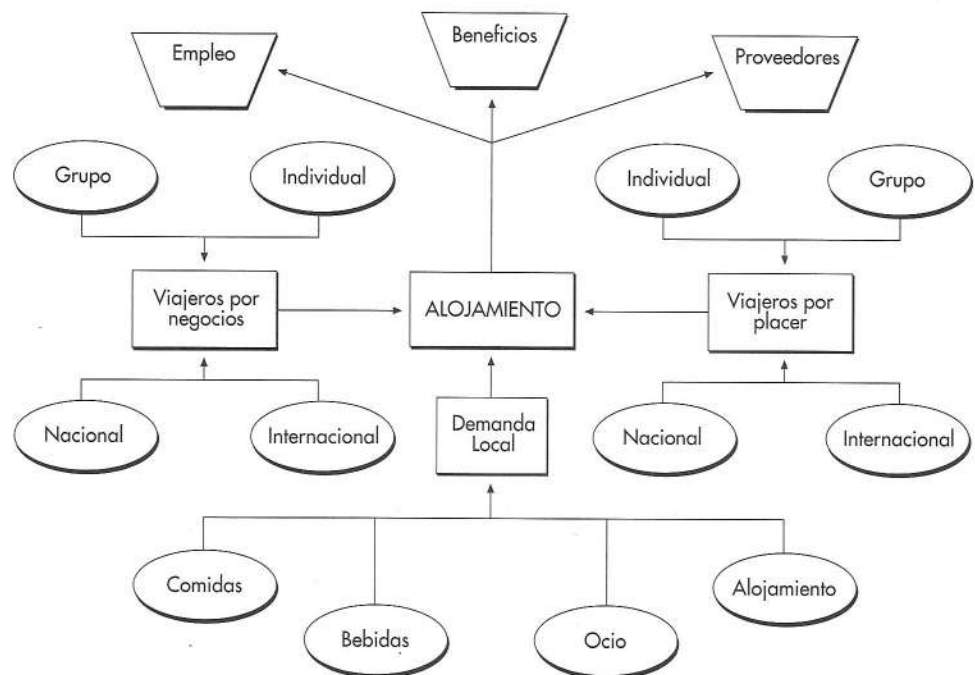 Empleo
Beneficios
Proveedores
Grupo
Individual
Individual
Grupo
Viajeros por
negocios
ALOJAMIENTO
Viajeros por
placer
Nacional
Internacional
Demanda
Local
Nacional
Internacional
Comidas
Bebidas
Ocio
Alojamiento